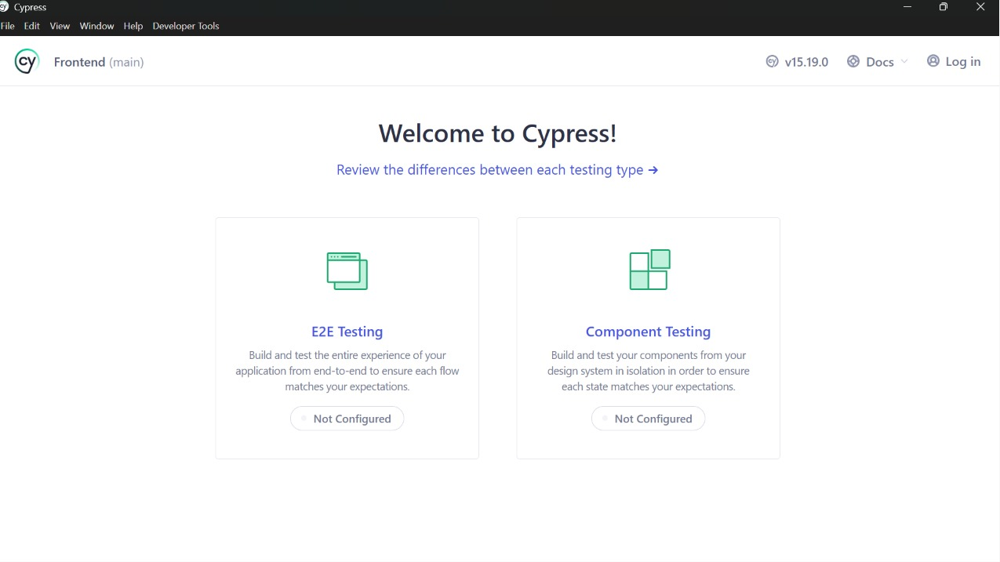 Cypress
File Edit View Window Help Developer Tools
cy Frontend (main) v15.19.0 Docs Log in
Welcome to Cypress!
Review the differences between each testing type →
E2E Testing
Build and test the entire experience of your
application from end-to-end to ensure each flow
matches your expectations.
Not Configured
Component Testing
Build and test your components from your
design system in isolation in order to ensure
each state matches your expectations.
Not Configured